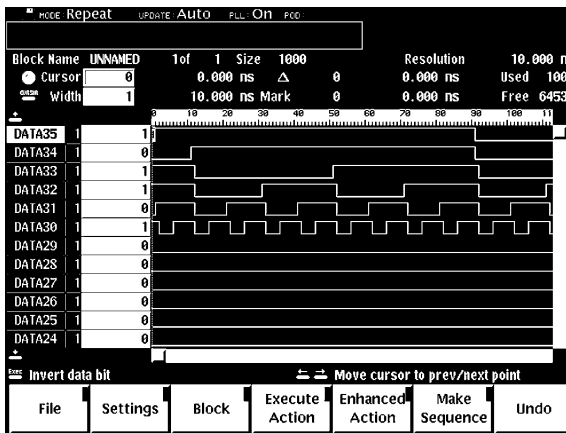 MODE: Repeat UPDATE: Auto PLL: On POD:
Block Name UNNAMED 1of 1 Size 1000 Resolution 10.000 n
Cursor 0 0.000 ns Δ 0 0.000 ns Used 100
CURSOR Width 1 10.000 ns Mark 0 0.000 ns Free 6453
0 10 20 30 40 50 60 70 80 90 100 11
DATA35 1 1
DATA34 1 0
DATA33 1 1
DATA32 1 1
DATA31 1 0
DATA30 1 1
DATA29 1 0
DATA28 1 0
DATA27 1 0
DATA26 1 0
DATA25 1 0
DATA24 1 0
Exec Invert data bit Move cursor to prev/next point
File Settings Block Execute Action Enhanced Action Make Sequence Undo